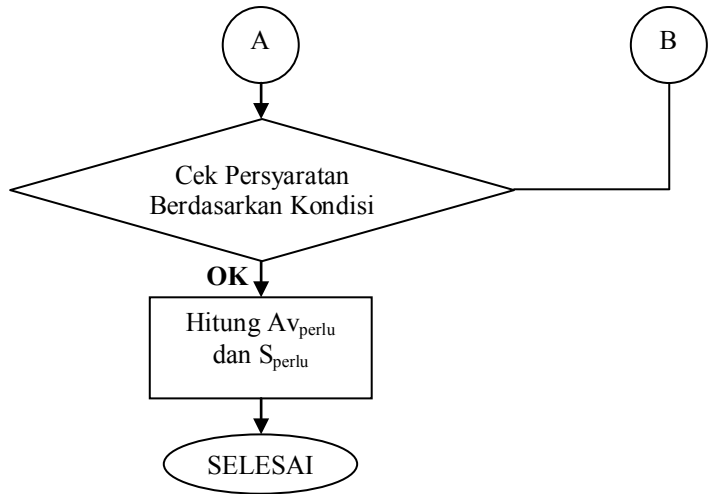 A
B
Cek Persyaratan
Berdasarkan Kondisi
OK
Hitung Avperlu
dan Sperlu
SELESAI